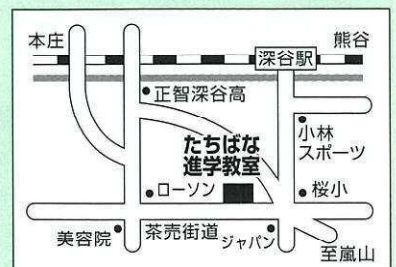 本庄
熊谷
深谷駅
正智深谷高
小林
スポーツ
たちばな
進学教室
ローソン
桜小
美容院
茶売街道
ジャパン
至嵐山